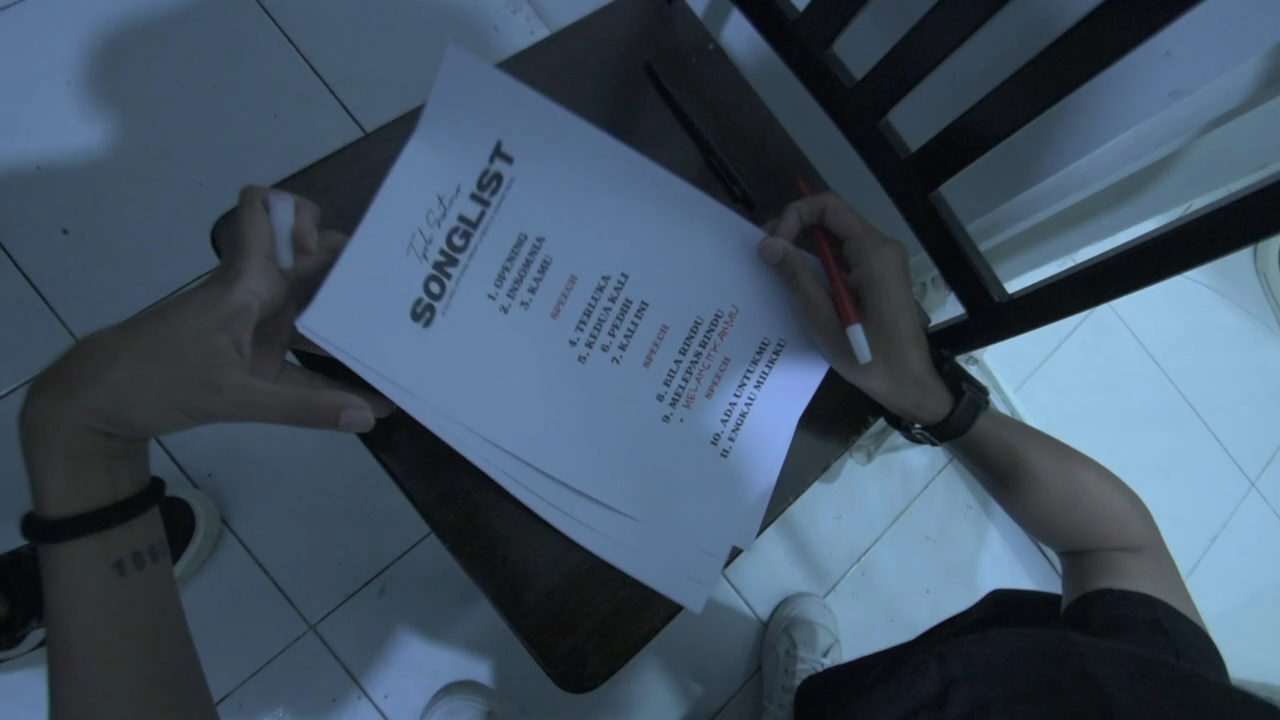 SONGLIST
1. OPENING
2. INSOMNIA
3. KAMU
SPEECH
4. TERLUKA
5. KEDUA KALI
6. PEDIH
7. KALI INI
SPEECH
8. BILA RINDU
9. MELEPAS RINDU
• MELANGITKANMU
SPEECH
10. ADA UNTUKMU
11. ENGKAU MILIKKU